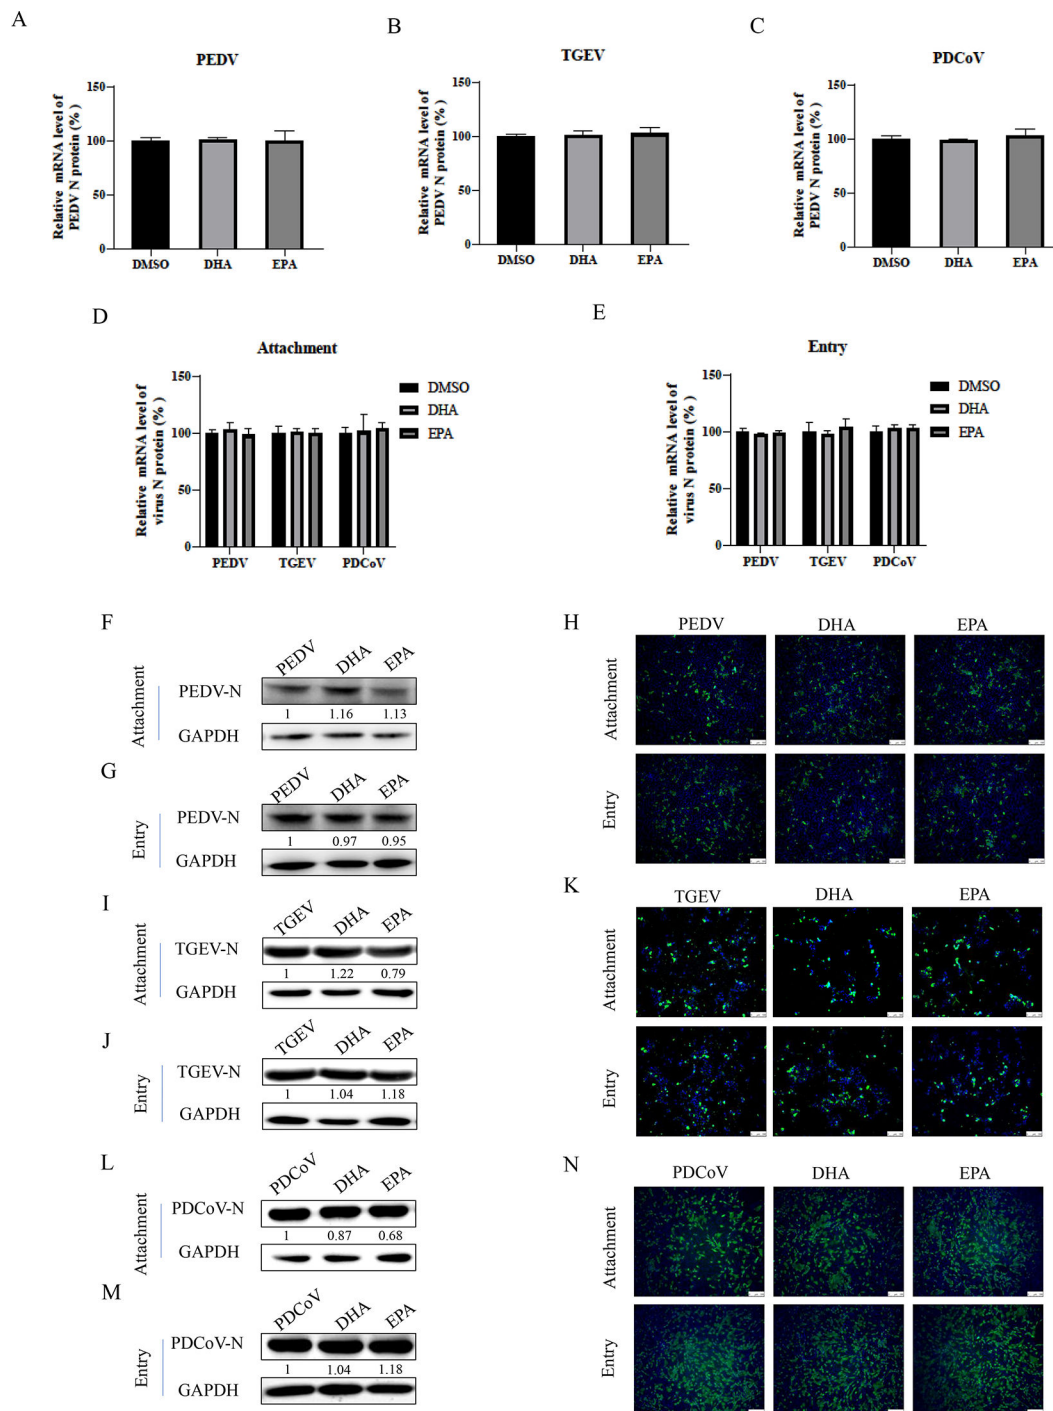 A
PEDV
Relative mRNA level of
PEDV N protein (%)
150
100
50
0
DMSO DHA EPA
B
TGEV
Relative mRNA level of
PEDV N protein (%)
150
100
50
0
DMSO DHA EPA
C
PDCoV
Relative mRNA level of
PEDV N protein (%)
150
100
50
0
DMSO DHA EPA
D
Attachment
Relative mRNA level of
virus N protein (%)
150
100
50
0
PEDV TGEV PDCoV
DMSO
DHA
EPA
E
Entry
Relative mRNA level of
virus N protein (%)
150
100
50
0
PEDV TGEV PDCoV
DMSO
DHA
EPA
F
Attachment
PEDV DHA EPA
PEDV-N
1 1.16 1.13
GAPDH
G
Entry
PEDV DHA EPA
PEDV-N
1 0.97 0.95
GAPDH
H
PEDV DHA EPA
Attachment
Entry
I
Attachment
TGEV DHA EPA
TGEV-N
1 1.22 0.79
GAPDH
J
Entry
TGEV DHA EPA
TGEV-N
1 1.04 1.18
GAPDH
K
TGEV DHA EPA
Attachment
Entry
L
Attachment
PDCoV DHA EPA
PDCoV-N
1 0.87 0.68
GAPDH
M
Entry
PDCoV DHA EPA
PDCoV-N
1 1.04 1.18
GAPDH
N
PDCoV DHA EPA
Attachment
Entry